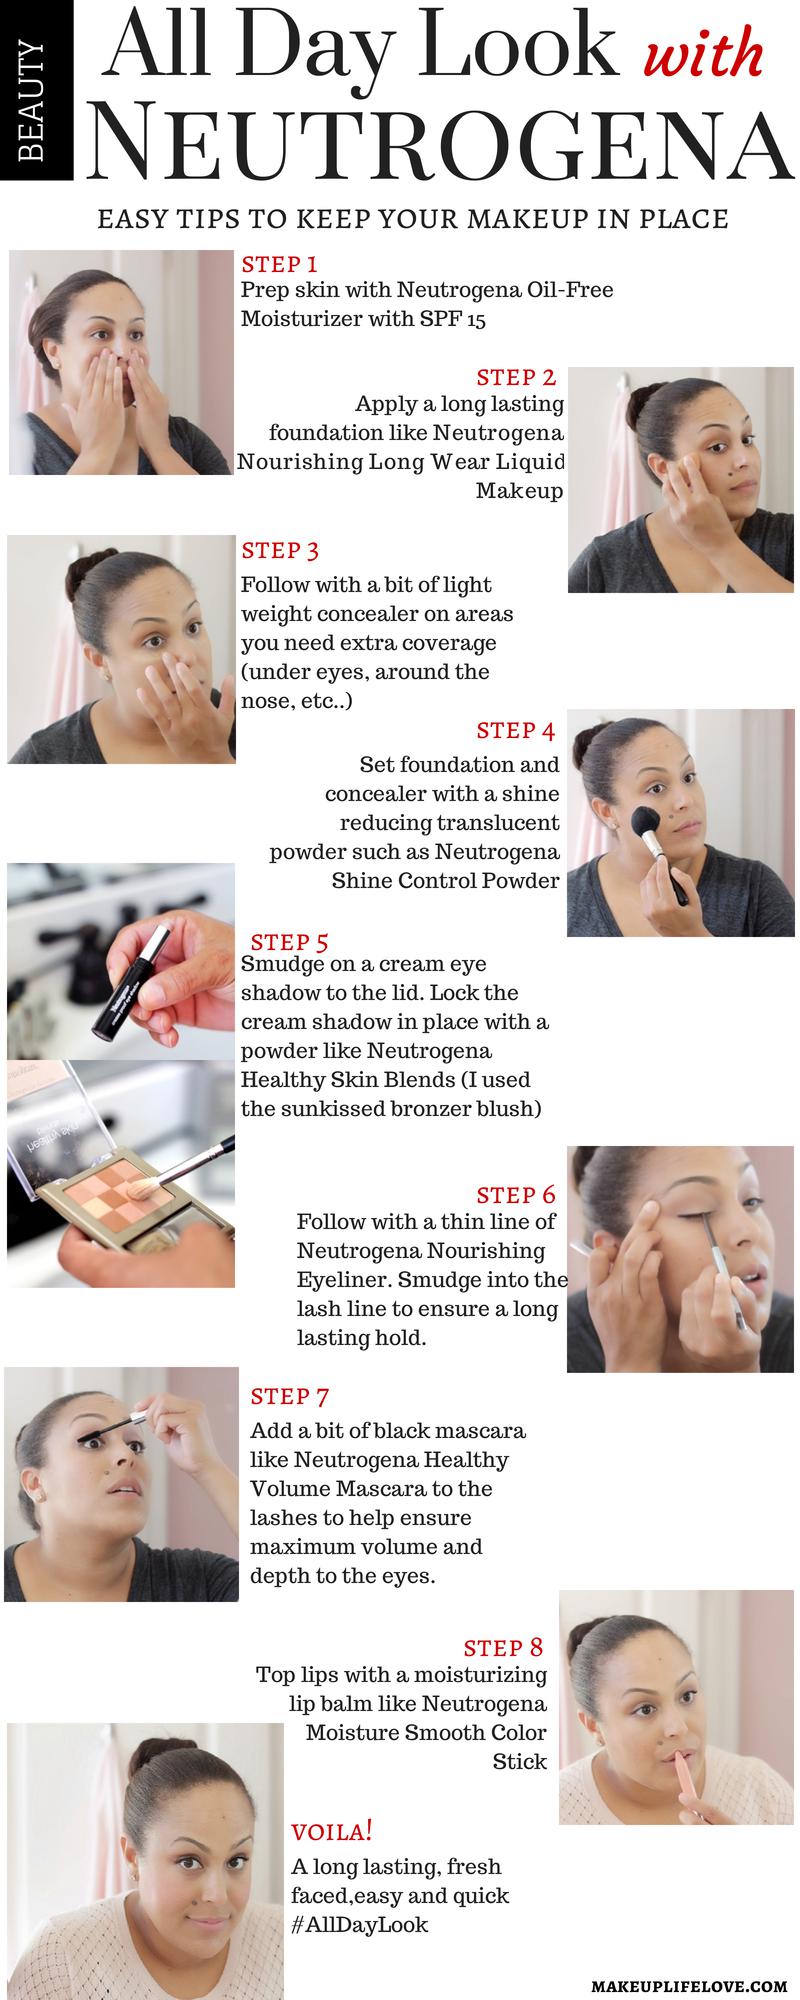 BEAUTY
All Day Look with
NEUTROGENA
EASY TIPS TO KEEP YOUR MAKEUP IN PLACE
STEP 1
Prep skin with Neutrogena Oil-Free
Moisturizer with SPF 15
STEP 2
Apply a long lasting
foundation like Neutrogena
Nourishing Long Wear Liquid
Makeup
STEP 3
Follow with a bit of light
weight concealer on areas
you need extra coverage
(under eyes, around the
nose, etc..)
STEP 4
Set foundation and
concealer with a shine
reducing translucent
powder such as Neutrogena
Shine Control Powder
STEP 5
Smudge on a cream eye
shadow to the lid. Lock the
cream shadow in place with a
powder like Neutrogena
Healthy Skin Blends (I used
the sunkissed bronzer blush)
Neutrogena
healthy skin
blends
STEP 6
Follow with a thin line of
Neutrogena Nourishing
Eyeliner. Smudge into the
lash line to ensure a long
lasting hold.
STEP 7
Add a bit of black mascara
like Neutrogena Healthy
Volume Mascara to the
lashes to help ensure
maximum volume and
depth to the eyes.
STEP 8
Top lips with a moisturizing
lip balm like Neutrogena
Moisture Smooth Color
Stick
VOILA!
A long lasting, fresh
faced,easy and quick
#AllDayLook
MAKEUPLIFELOVE.COM